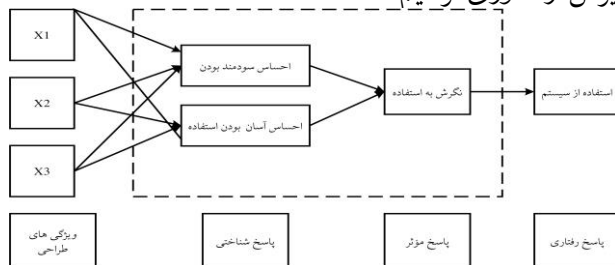 X1
احساس سودمند بودن
X2
نگرش به استفاده
استفاده از سیستم
احساس آسان بودن استفاده
X3
ویژگی های
طراحی
پاسخ شناختی
پاسخ مؤثر
پاسخ رفتاری